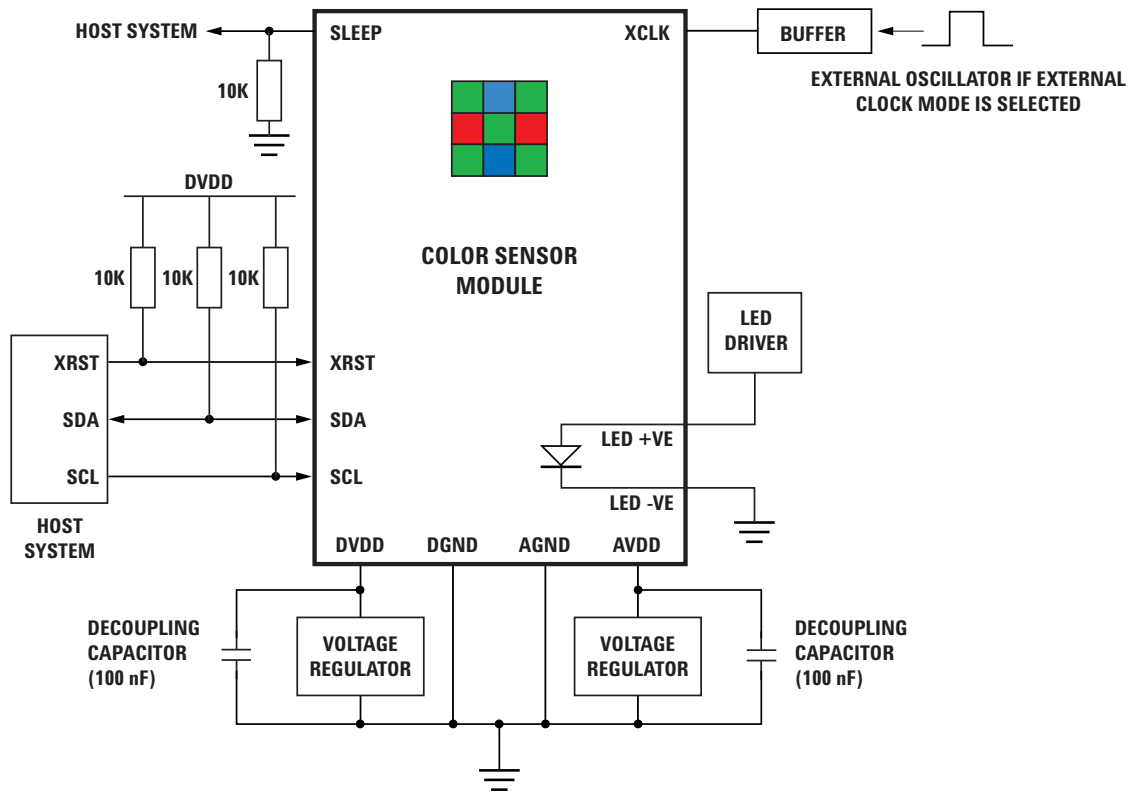 HOST SYSTEM
SLEEP
XCLK
BUFFER
10K
EXTERNAL OSCILLATOR IF EXTERNAL
CLOCK MODE IS SELECTED
DVDD
10K
10K
10K
COLOR SENSOR
MODULE
LED
DRIVER
XRST
XRST
SDA
SDA
LED +VE
SCL
SCL
LED -VE
HOST
SYSTEM
DVDD
DGND
AGND
AVDD
DECOUPLING
CAPACITOR
(100 nF)
VOLTAGE
REGULATOR
VOLTAGE
REGULATOR
DECOUPLING
CAPACITOR
(100 nF)